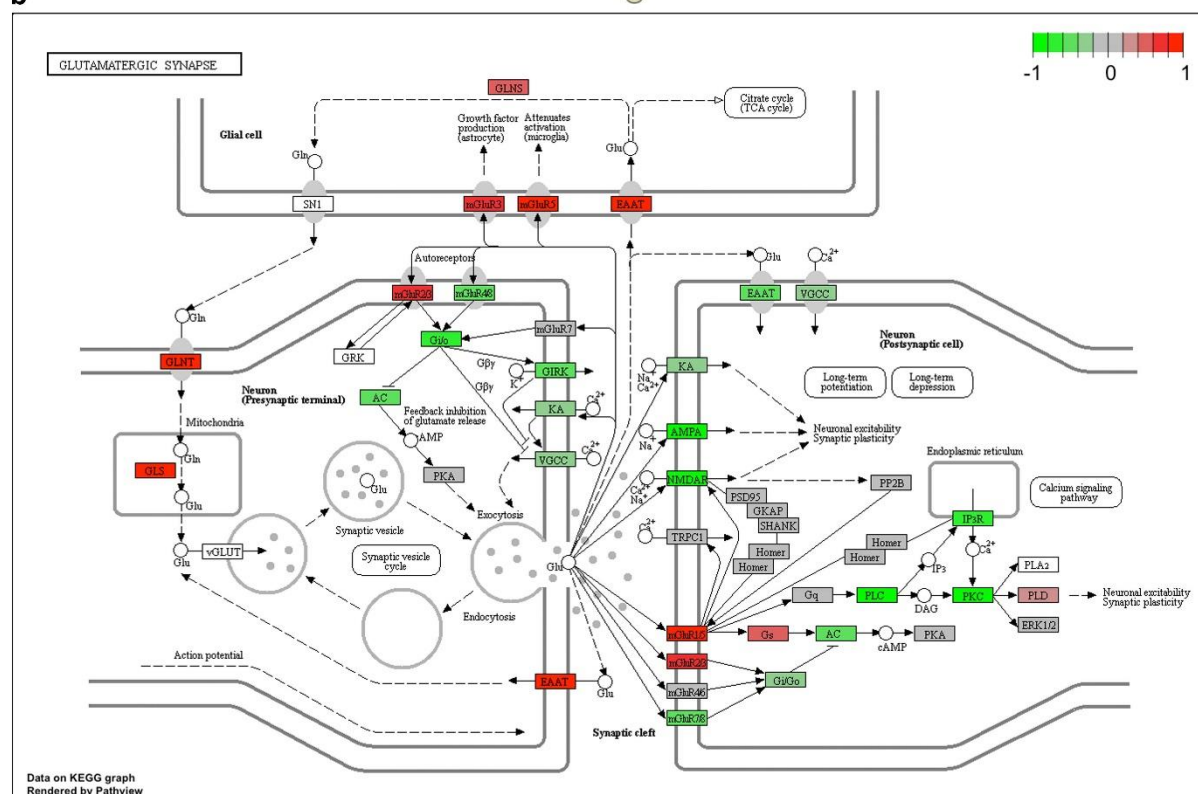 b
GLUTAMATERGIC SYNAPSE
-1 0 1
GLNS
Citrate cycle
(TCA cycle)
Growth factor
production
(astrocyte)
Attenuates
activation
(microglia)
Glial cell
Gln
Glu
SN1
mGluR3
mGluR5
EAAT
Autoreceptors
Glu
Ca2+
mGluR2/3
mGluR4/8
EAAT
VGCC
Gln
GLNT
GRK
Gi/o
mGluR7
Neuron
(Postsynaptic cell)
Neuron
(Presynaptic terminal)
Gβγ
Gβγ
K+
GIRK
Na+
Ca2+
KA
Long-term
potentiation
Long-term
depression
AC
Feedback inhibition
of glutamate release
KA
Ca2+
cAMP
Na+
AMPA
Neuronal excitability
Synaptic plasticity
Mitochondria
Gln
GLS
Glu
PKA
VGCC
Ca2+
Glu
Exocytosis
Synaptic vesicle
Ca2+
Na+
NMDAR
PSD95
GKAP
SHANK
Homer
Homer
PP2B
Endoplasmic reticulum
Calcium signaling
pathway
IP3R
Ca2+
TRPC1
Ca2+
Homer
Homer
Glu
vGLUT
Synaptic vesicle
cycle
Glu
IP3
PLA2
Gq
PLC
DAG
PKC
PLD
Neuronal excitability
Synaptic plasticity
ERK1/2
Endocytosis
mGluR1/5
Gs
AC
cAMP
PKA
mGluR2/3
mGluR4/6
Gi/Go
mGluR7/8
Action potential
EAAT
Glu
Synaptic cleft
Data on KEGG graph
Rendered by Pathview